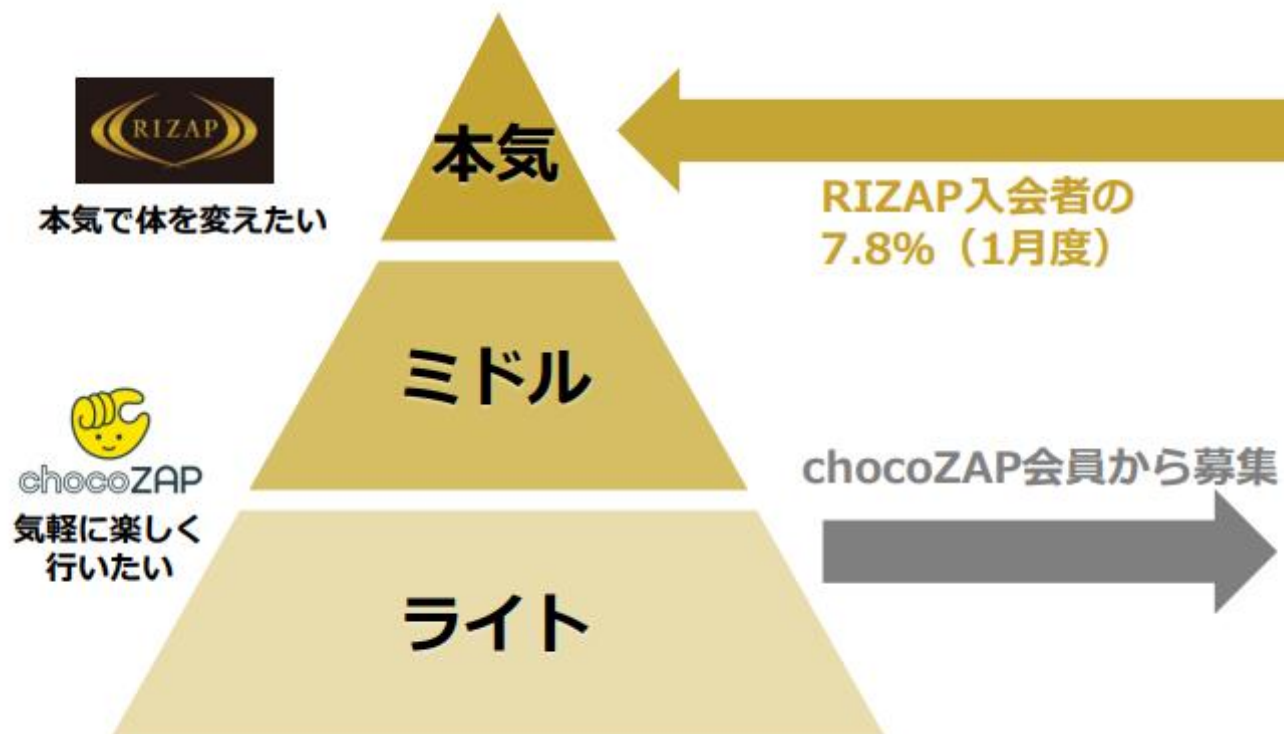 RIZAP
本気で体を変えたい
本気
RIZAP入会者の
7.8%（1月度）
ミドル
chocoZAP
気軽に楽しく
行いたい
chocoZAP会員から募集
ライト